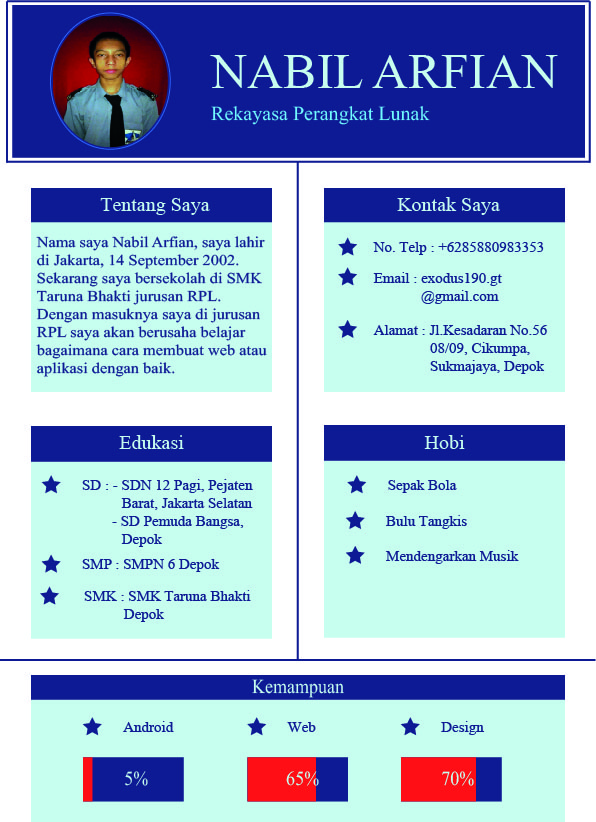 NABIL ARFIAN
Rekayasa Perangkat Lunak
Tentang Saya
Nama saya Nabil Arfian, saya lahir
di Jakarta, 14 September 2002.
Sekarang saya bersekolah di SMK
Taruna Bhakti jurusan RPL.
Dengan masuknya saya di jurusan
RPL saya akan berusaha belajar
bagaimana cara membuat web atau
aplikasi dengan baik.
Kontak Saya
No. Telp : +6285880983353
Email : exodus190.gt
@gmail.com
Alamat : Jl.Kesadaran No.56
08/09, Cikumpa,
Sukmajaya, Depok
Edukasi
SD : - SDN 12 Pagi, Pejaten
Barat, Jakarta Selatan
- SD Pemuda Bangsa,
Depok
SMP : SMPN 6 Depok
SMK : SMK Taruna Bhakti
Depok
Hobi
Sepak Bola
Bulu Tangkis
Mendengarkan Musik
Kemampuan
Android
Web
Design
5%
65%
70%